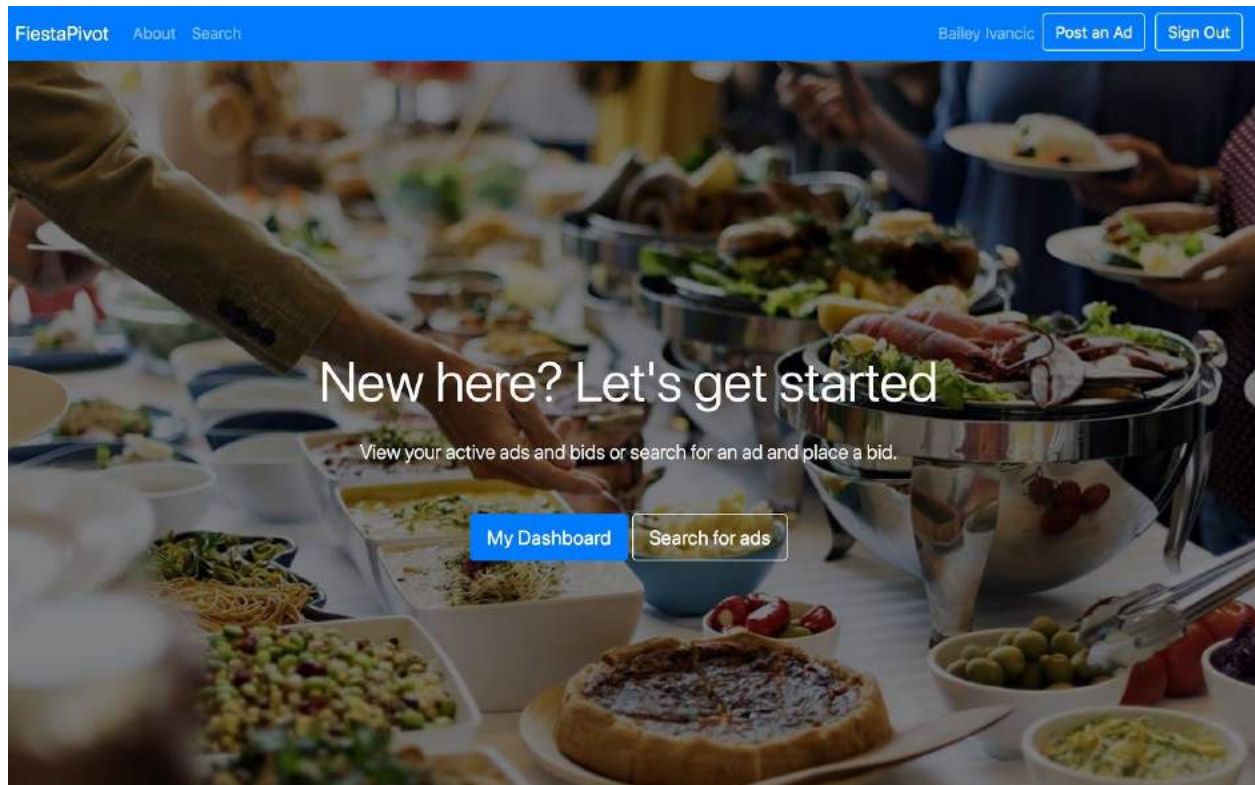 FiestaPivot About Search Bailey Ivancic Post an Ad Sign Out
New here? Let's get started
View your active ads and bids or search for an ad and place a bid.
My Dashboard Search for ads